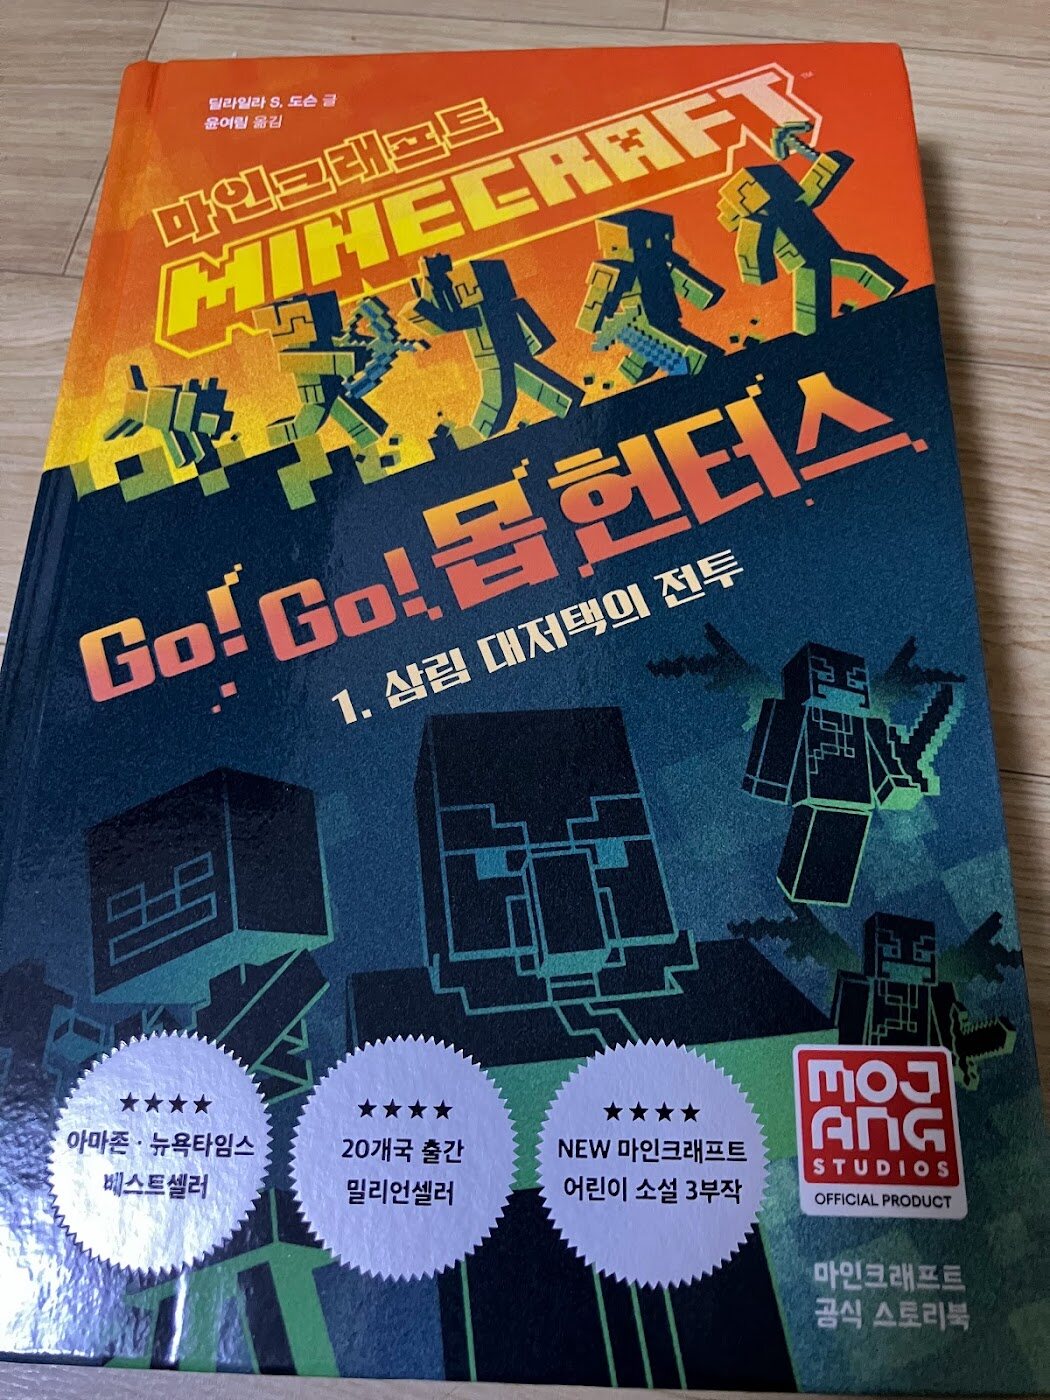 딜라일라 S. 도슨 글
윤여림 옮김
마인크래프트
MINECRAFT™
Go! Go! 몹 헌터스
1. 삼림 대저택의 전투
★★★★
아마존·뉴욕타임스
베스트셀러
★★★★
20개국 출간
밀리언셀러
★★★★
NEW 마인크래프트
어린이 소설 3부작
MOJ
ANG
STUDIOS
OFFICIAL PRODUCT
마인크래프트
공식 스토리북